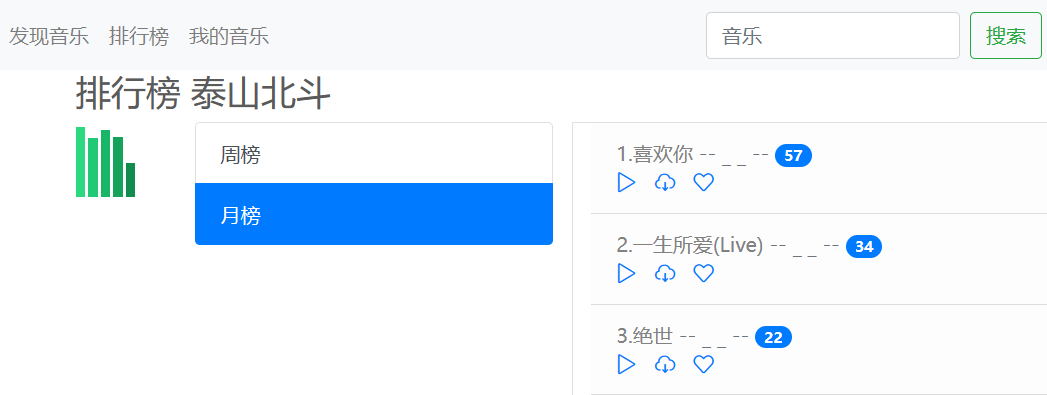 发现音乐 排行榜 我的音乐 音乐 搜索
排行榜 泰山北斗
周榜
月榜
1.喜欢你 -- _ _ -- 57
2.一生所爱(Live) -- _ _ -- 34
3.绝世 -- _ _ -- 22